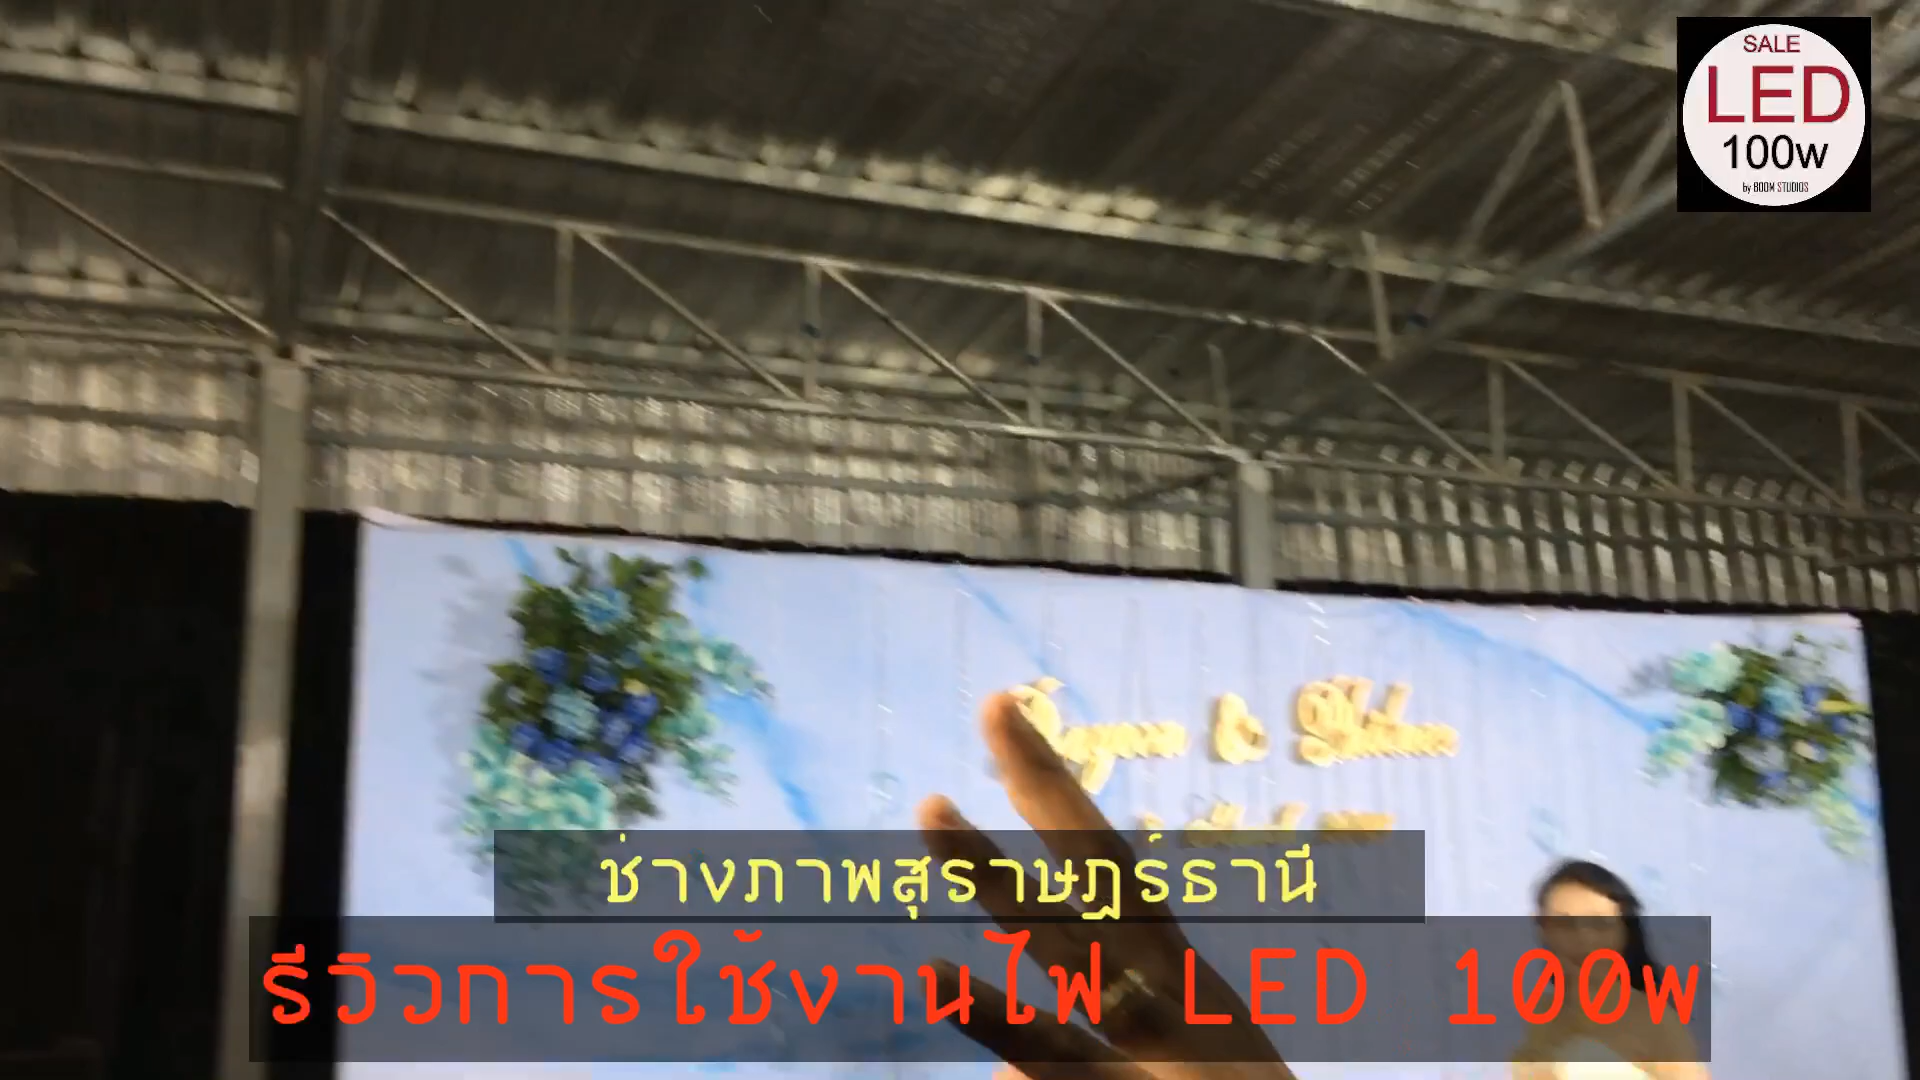 SALE
LED
100w
by BOOM STUDIOS
&
ช่างภาพสุราษฎร์ธานี
รีวิวการใช้งานไฟ LED 100w